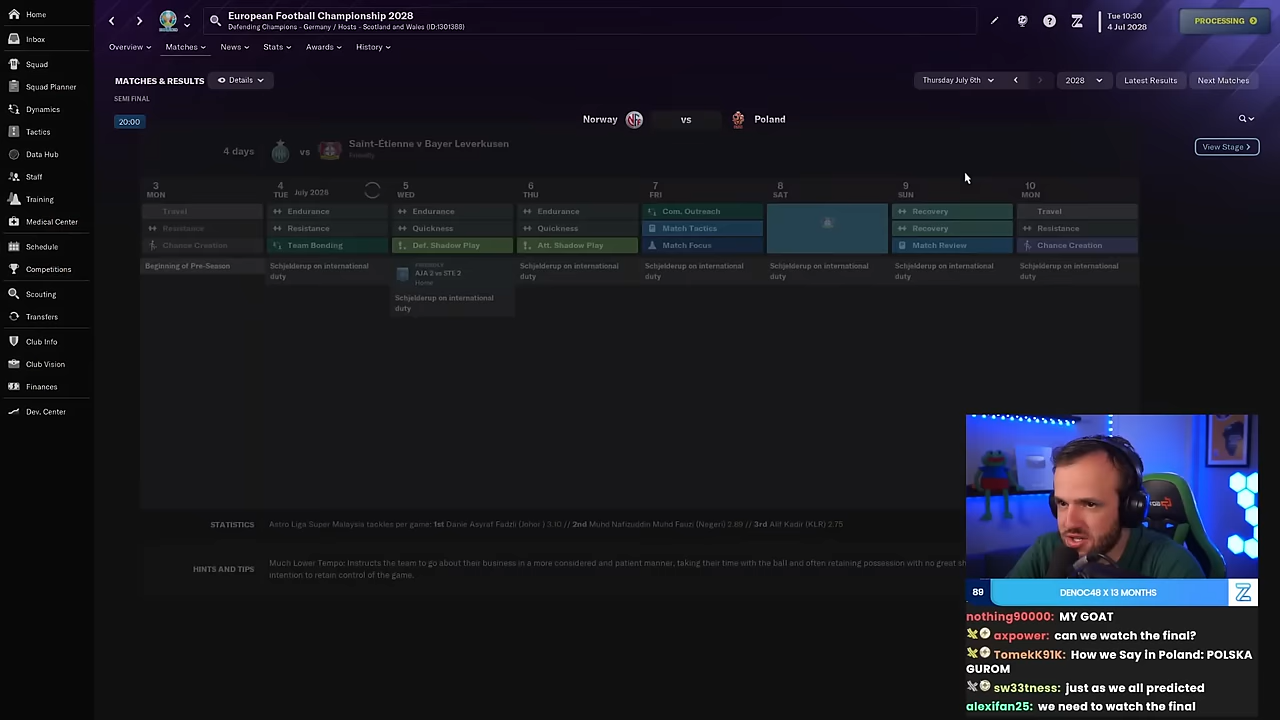 Home
Inbox
Squad
Squad Planner
Dynamics
Tactics
Data Hub
Staff
Training
Medical Center
Schedule
Competitions
Scouting
Transfers
Club Info
Club Vision
Finances
Dev. Center
European Football Championship 2028
Defending Champions - Germany / Hosts - Scotland and Wales (ID:1301388)
Tue 10:30
4 Jul 2028
PROCESSING
Overview Matches News Stats Awards History
MATCHES & RESULTS Details Thursday July 6th 2028 Latest Results Next Matches
SEMI FINAL
20:00 Norway vs Poland
View Stage >
4 days vs Saint-Étienne v Bayer Leverkusen
Friendly
3 MON 4 TUE July 2028 5 WED 6 THU 7 FRI 8 SAT 9 SUN 10 MON
Travel Endurance Endurance Endurance Com. Outreach Recovery Travel
Resistance Resistance Quickness Quickness Match Tactics Recovery Resistance
Chance Creation Team Bonding Def. Shadow Play Att. Shadow Play Match Focus Match Review Chance Creation
Beginning of Pre-Season
Schjelderup on international duty
FRIENDLY
AJA 2 vs STE 2
Home
Schjelderup on international duty
Schjelderup on international duty
Schjelderup on international duty
Schjelderup on international duty
Schjelderup on international duty
Schjelderup on international duty
STATISTICS Astro Liga Super Malaysia tackles per game: 1st Danie Asyraf Fadzli (Johor ) 3.10 // 2nd Muhd Nafizuddin Muhd Fauzi (Negeri) 2.89 // 3rd Alif Kadir (KLR) 2.75
HINTS AND TIPS Much Lower Tempo: Instructs the team to go about their business in a more considered and patient manner, taking their time with the ball and often retaining possession with no great
intention to retain control of the game.
89 DENOC48 X 13 MONTHS Z
nothing90000: MY GOAT
axpower: can we watch the final?
TomekK91K: How we Say in Poland: POLSKA
GUROM
sw33tness: just as we all predicted
alexifan25: we need to watch the final